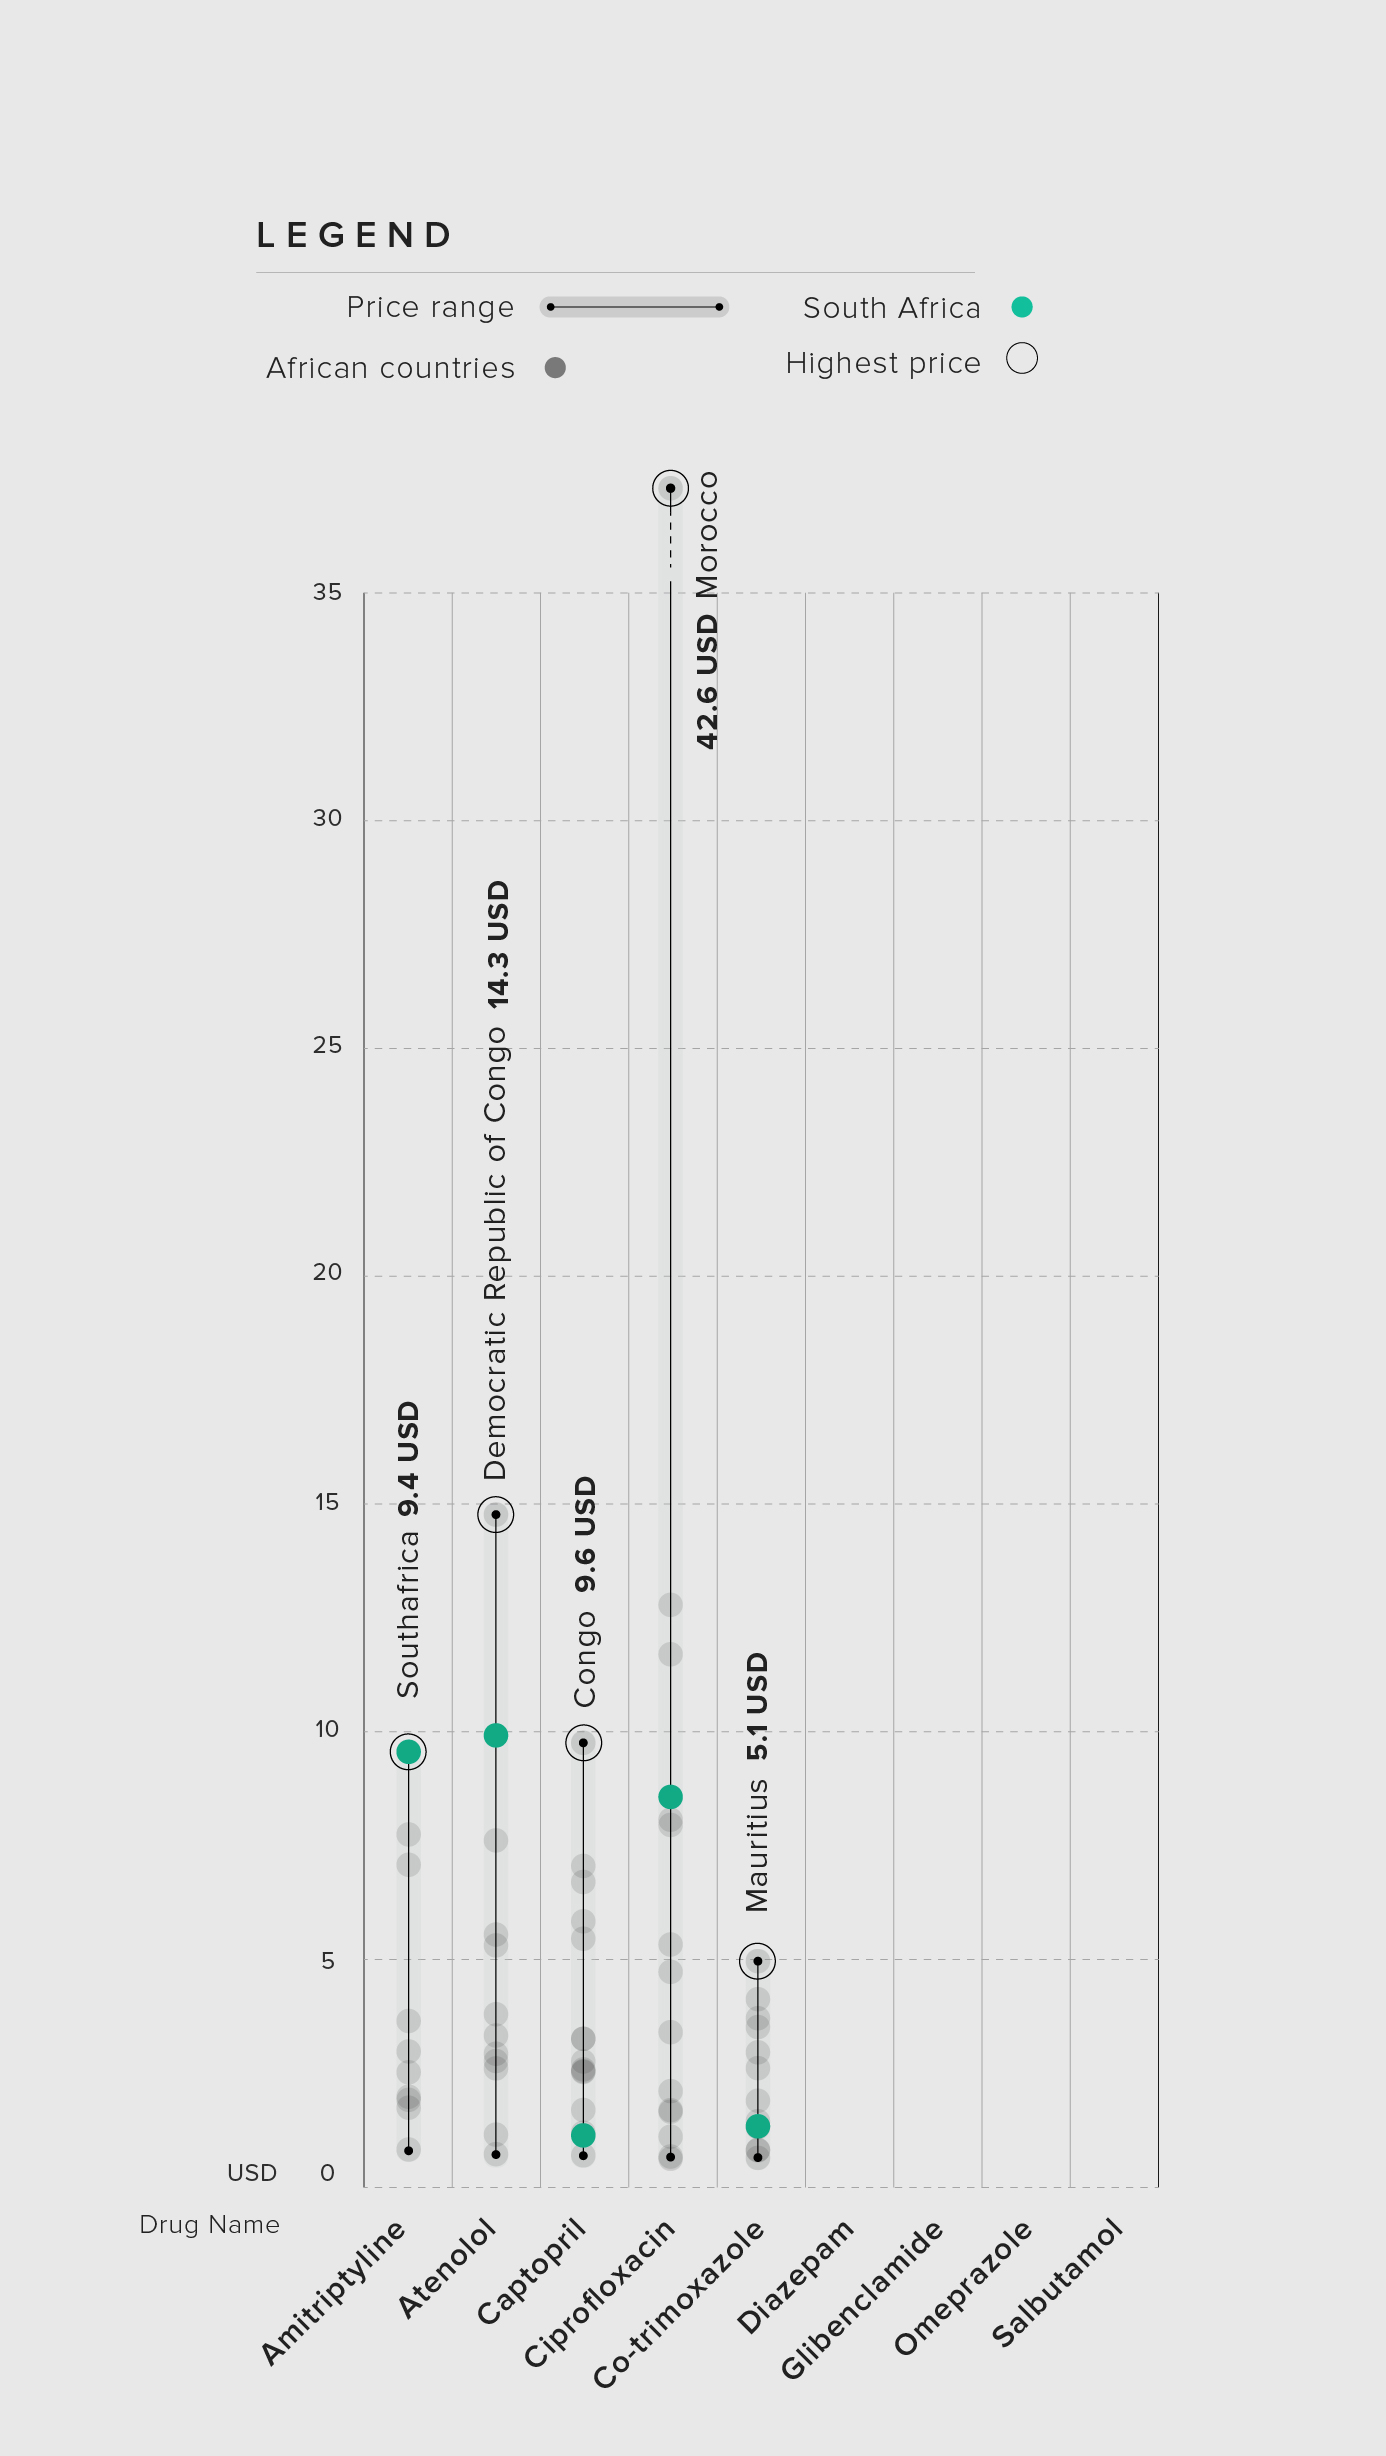 LEGEND
Price range
South Africa
African countries
Highest price
42.6 USD Morocco
35
30
Democratic Republic of Congo 14.3 USD
25
20
Southafrica 9.4 USD
Congo 9.6 USD
15
Mauritius 5.1 USD
10
5
USD 0
Drug Name
Amitriptyline
Atenolol
Captopril
Ciprofloxacin
Co-trimoxazole
Diazepam
Glibenclamide
Omeprazole
Salbutamol